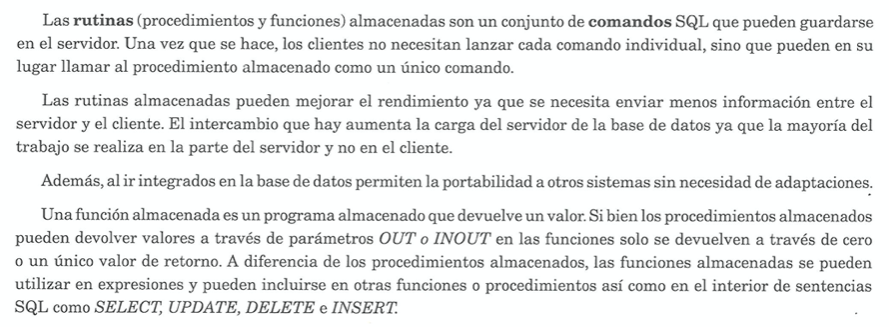 Las rutinas (procedimientos y funciones) almacenadas son un conjunto de comandos SQL que pueden guardarse
en el servidor. Una vez que se hace, los clientes no necesitan lanzar cada comando individual, sino que pueden en su
lugar llamar al procedimiento almacenado como un único comando.
Las rutinas almacenadas pueden mejorar el rendimiento ya que se necesita enviar menos información entre el
servidor y el cliente. El intercambio que hay aumenta la carga del servidor de la base de datos ya que la mayoría del
trabajo se realiza en la parte del servidor y no en el cliente.
Además, al ir integrados en la base de datos permiten la portabilidad a otros sistemas sin necesidad de adaptaciones.
Una función almacenada es un programa almacenado que devuelve un valor. Si bien los procedimientos almacenados
pueden devolver valores a través de parámetros OUT o INOUT en las funciones solo se devuelven a través de cero
o un único valor de retorno. A diferencia de los procedimientos almacenados, las funciones almacenadas se pueden
utilizar en expresiones y pueden incluirse en otras funciones o procedimientos así como en el interior de sentencias
SQL como SELECT, UPDATE, DELETE e INSERT.